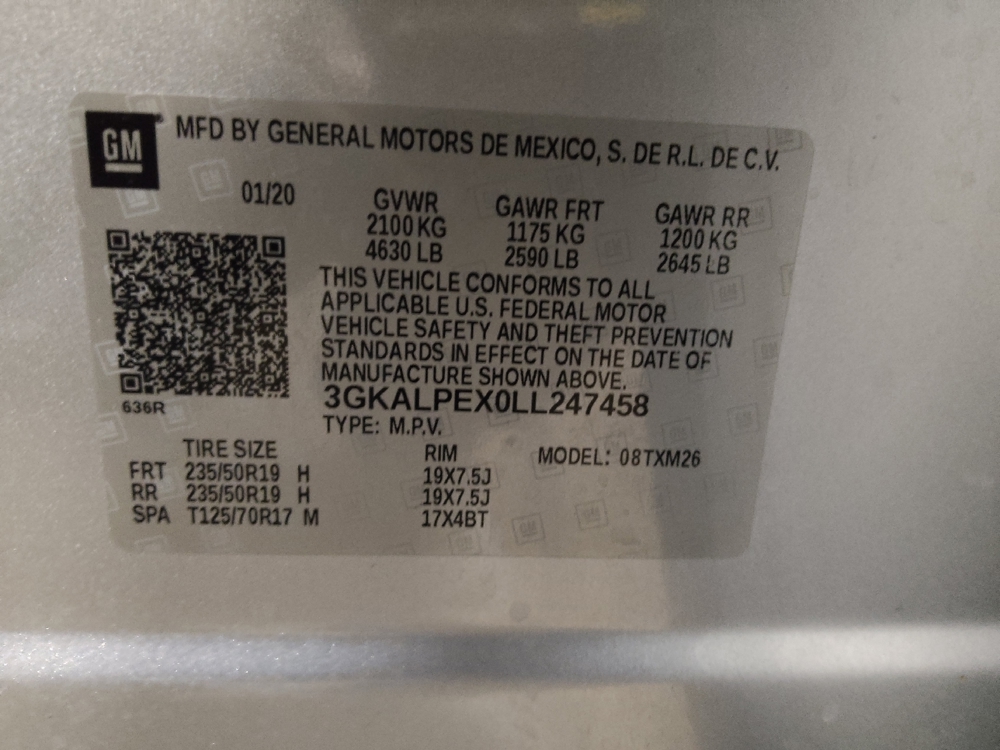 GM MFD BY GENERAL MOTORS DE MEXICO, S. DE R.L. DE C.V.
01/20 GVWR GAWR FRT GAWR RR
2100 KG 1175 KG 1200 KG
4630 LB 2590 LB 2645 LB
THIS VEHICLE CONFORMS TO ALL
APPLICABLE U.S. FEDERAL MOTOR
VEHICLE SAFETY AND THEFT PREVENTION
STANDARDS IN EFFECT ON THE DATE OF
MANUFACTURE SHOWN ABOVE.
3GKALPEX0LL247458
636R
TYPE: M.P.V.
TIRE SIZE RIM MODEL: 08TXM26
FRT 235/50R19 H 19X7.5J
RR 235/50R19 H 19X7.5J
SPA T125/70R17 M 17X4BT